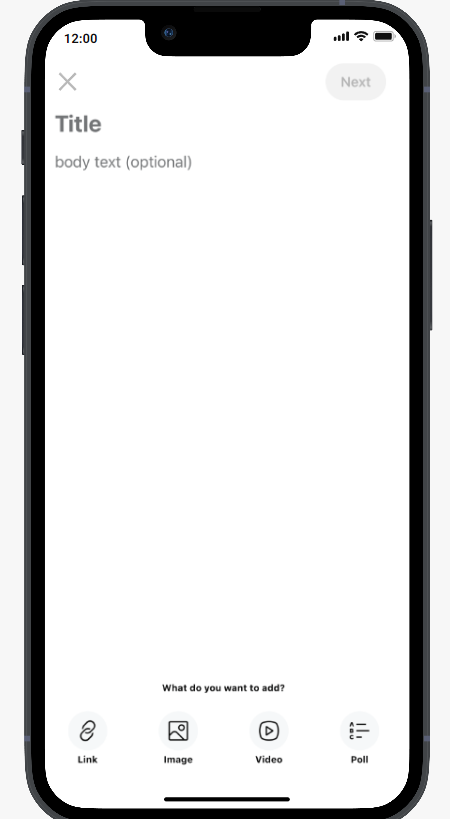 12:00
Next
Title
body text (optional)
What do you want to add?
A
B
C
Link
Image
Video
Poll